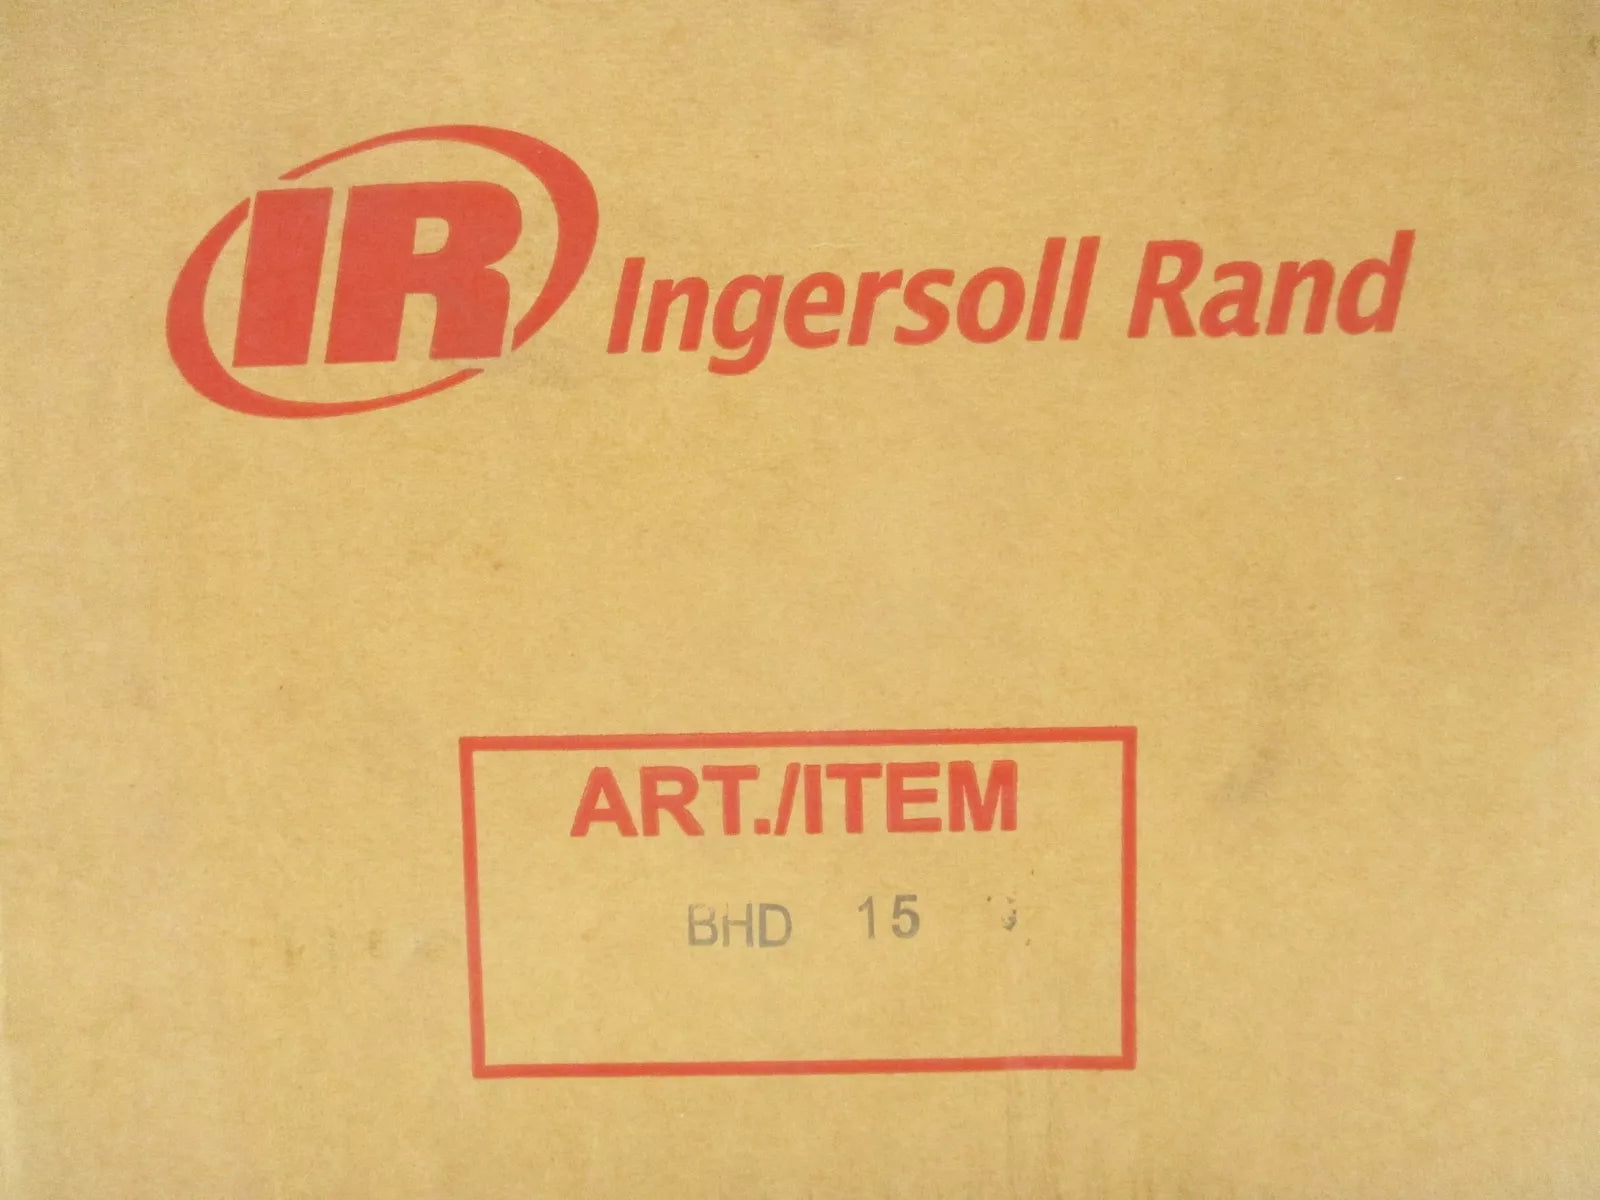 IR Ingersoll Rand
ART./ITEM
BHD 15